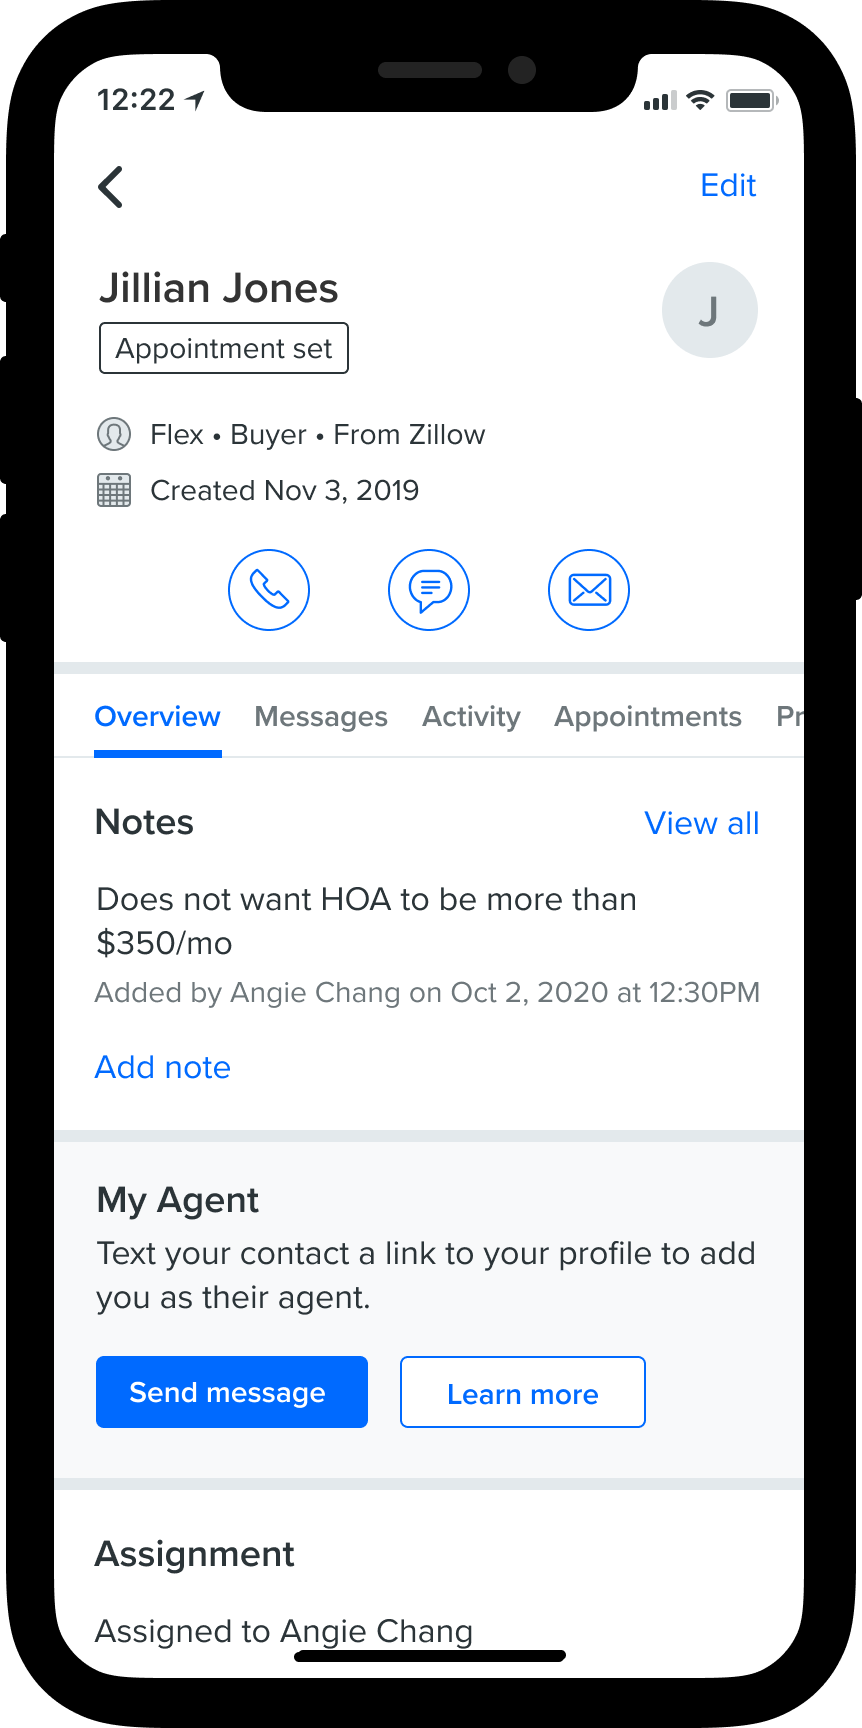 12:22
Edit
Jillian Jones
J
Appointment set
Flex • Buyer • From Zillow
Created Nov 3, 2019
Overview Messages Activity Appointments Pr
Notes
View all
Does not want HOA to be more than
$350/mo
Added by Angie Chang on Oct 2, 2020 at 12:30PM
Add note
My Agent
Text your contact a link to your profile to add
you as their agent.
Send message
Learn more
Assignment
Assigned to Angie Chang